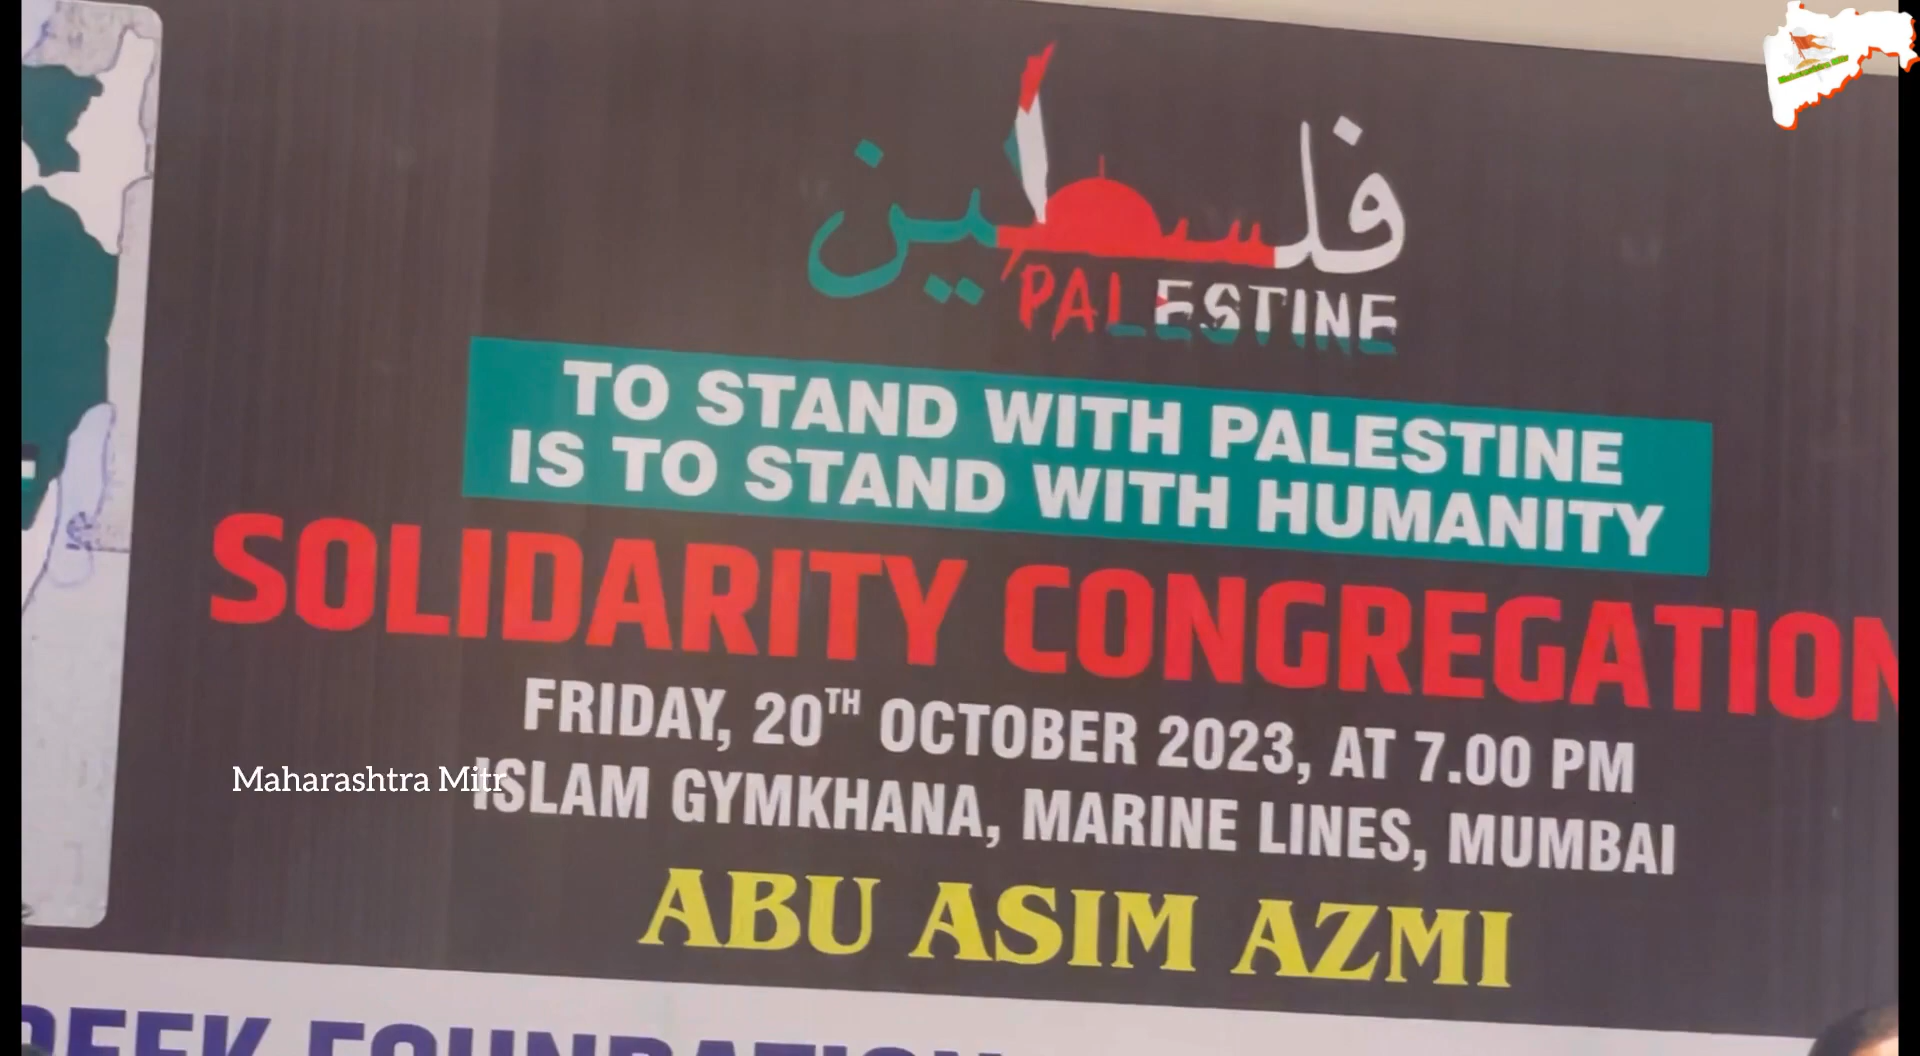 فلسطين
PALESTINE
TO STAND WITH PALESTINE
IS TO STAND WITH HUMANITY
SOLIDARITY CONGREGATION
FRIDAY, 20TH OCTOBER 2023, AT 7.00 PM
Maharashtra Mitr
ISLAM GYMKHANA, MARINE LINES, MUMBAI
ABU ASIM AZMI
FOUNDATION